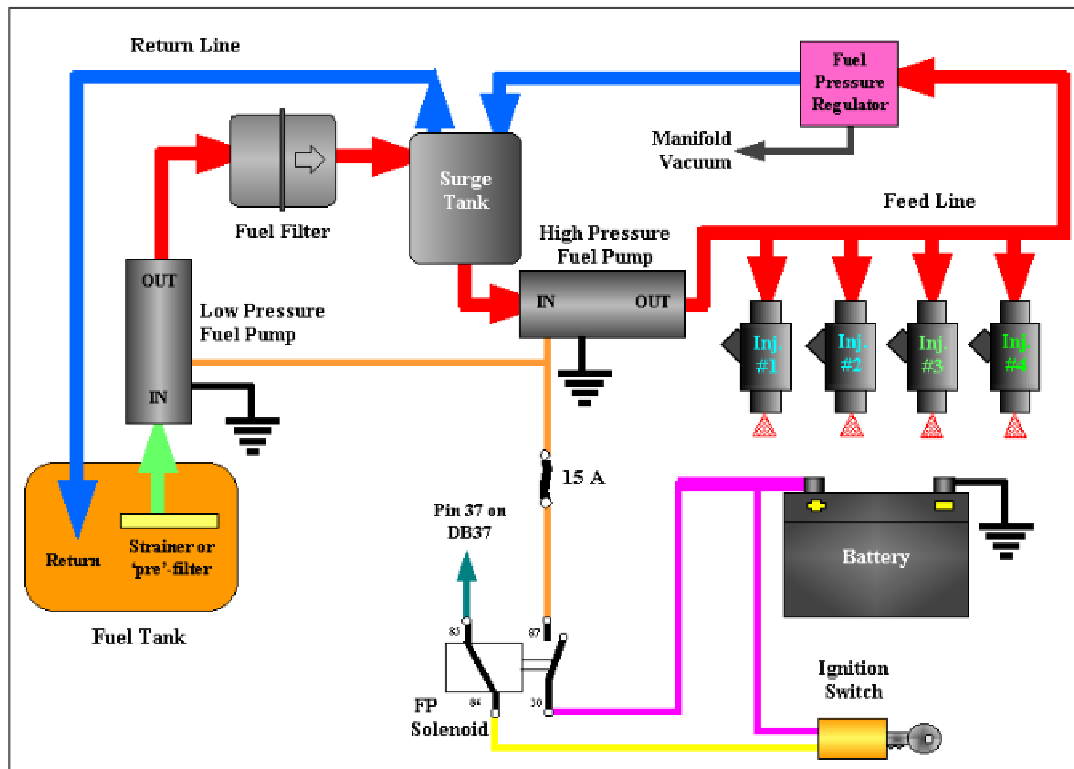 Return Line
Fuel
Pressure
Regulator
Manifold
Vacuum
Surge
Tank
Feed Line
Fuel Filter
High Pressure
Fuel Pump
OUT
IN
OUT
Low Pressure
Fuel Pump
IN
Inj.
#1
Inj.
#2
Inj.
#3
Inj.
#4
15 A
Pin 37 on
DB37
Strainer or
'pre'-filter
Return
Battery
Fuel Tank
85
87
86
30
FP
Solenoid
Ignition
Switch